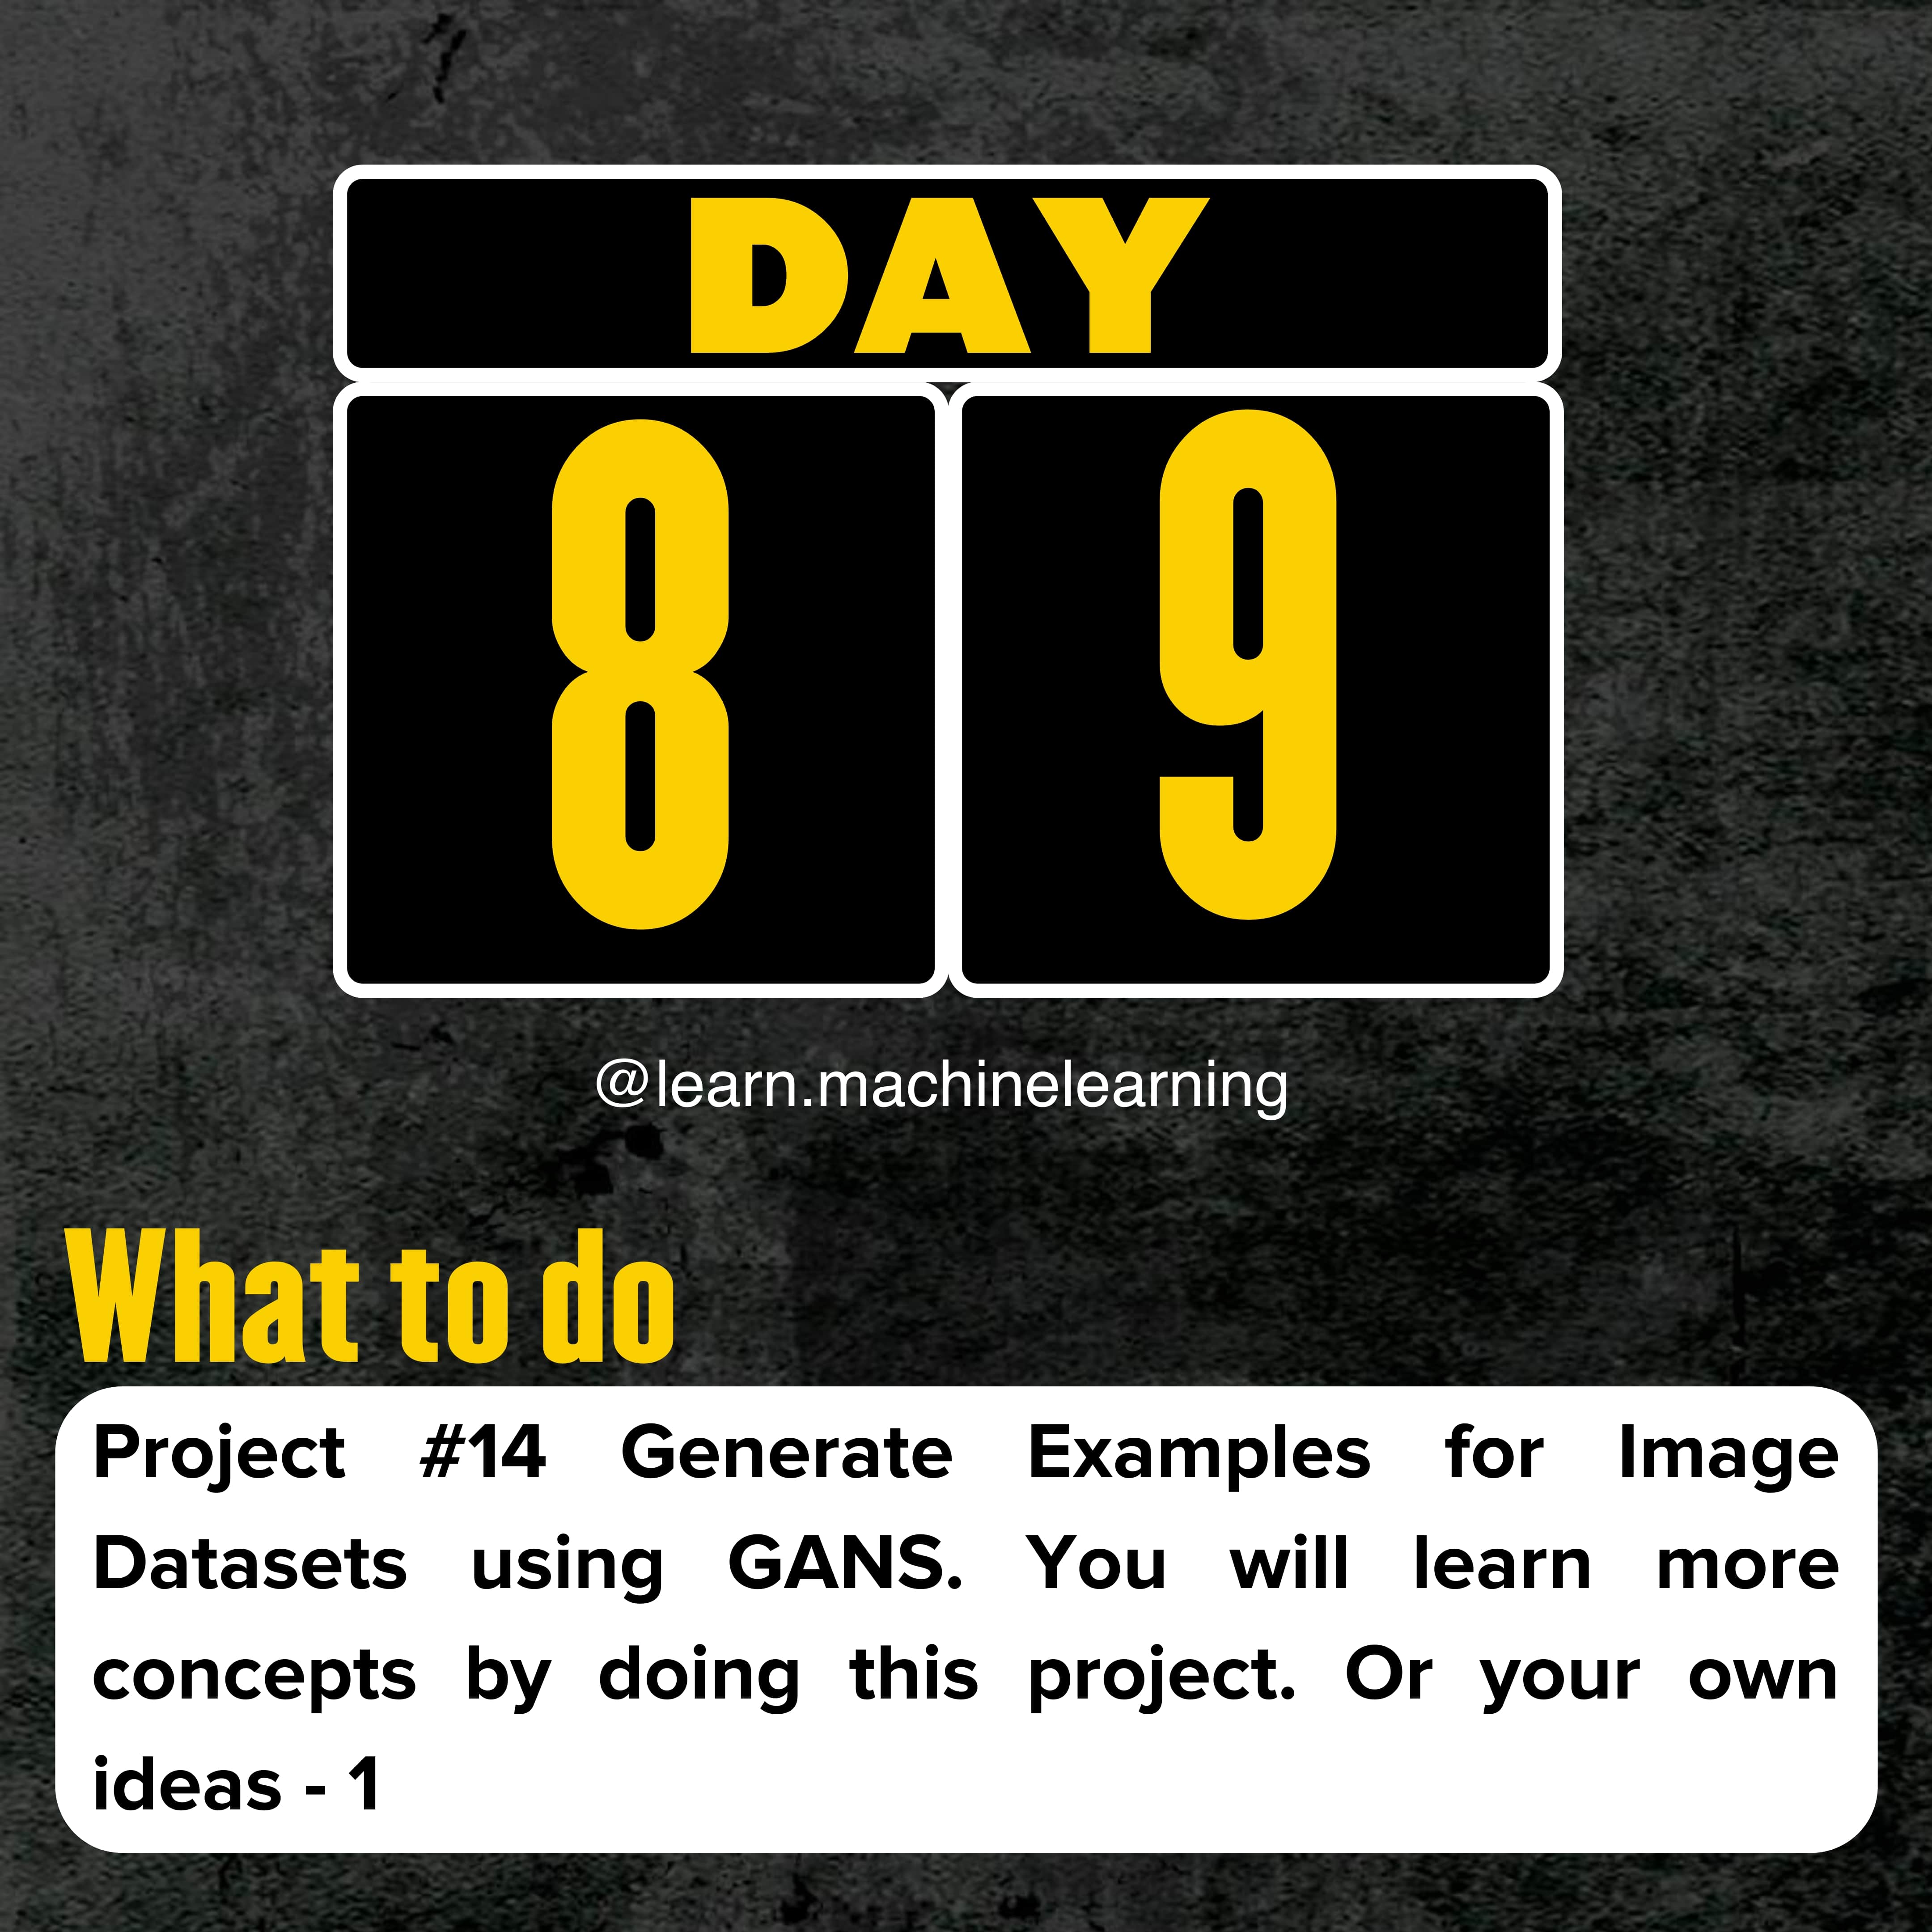 DAY
8 9
@learn.machinelearning
What to do
Project #14 Generate Examples for Image
Datasets using GANS. You will learn more
concepts by doing this project. Or your own
ideas - 1